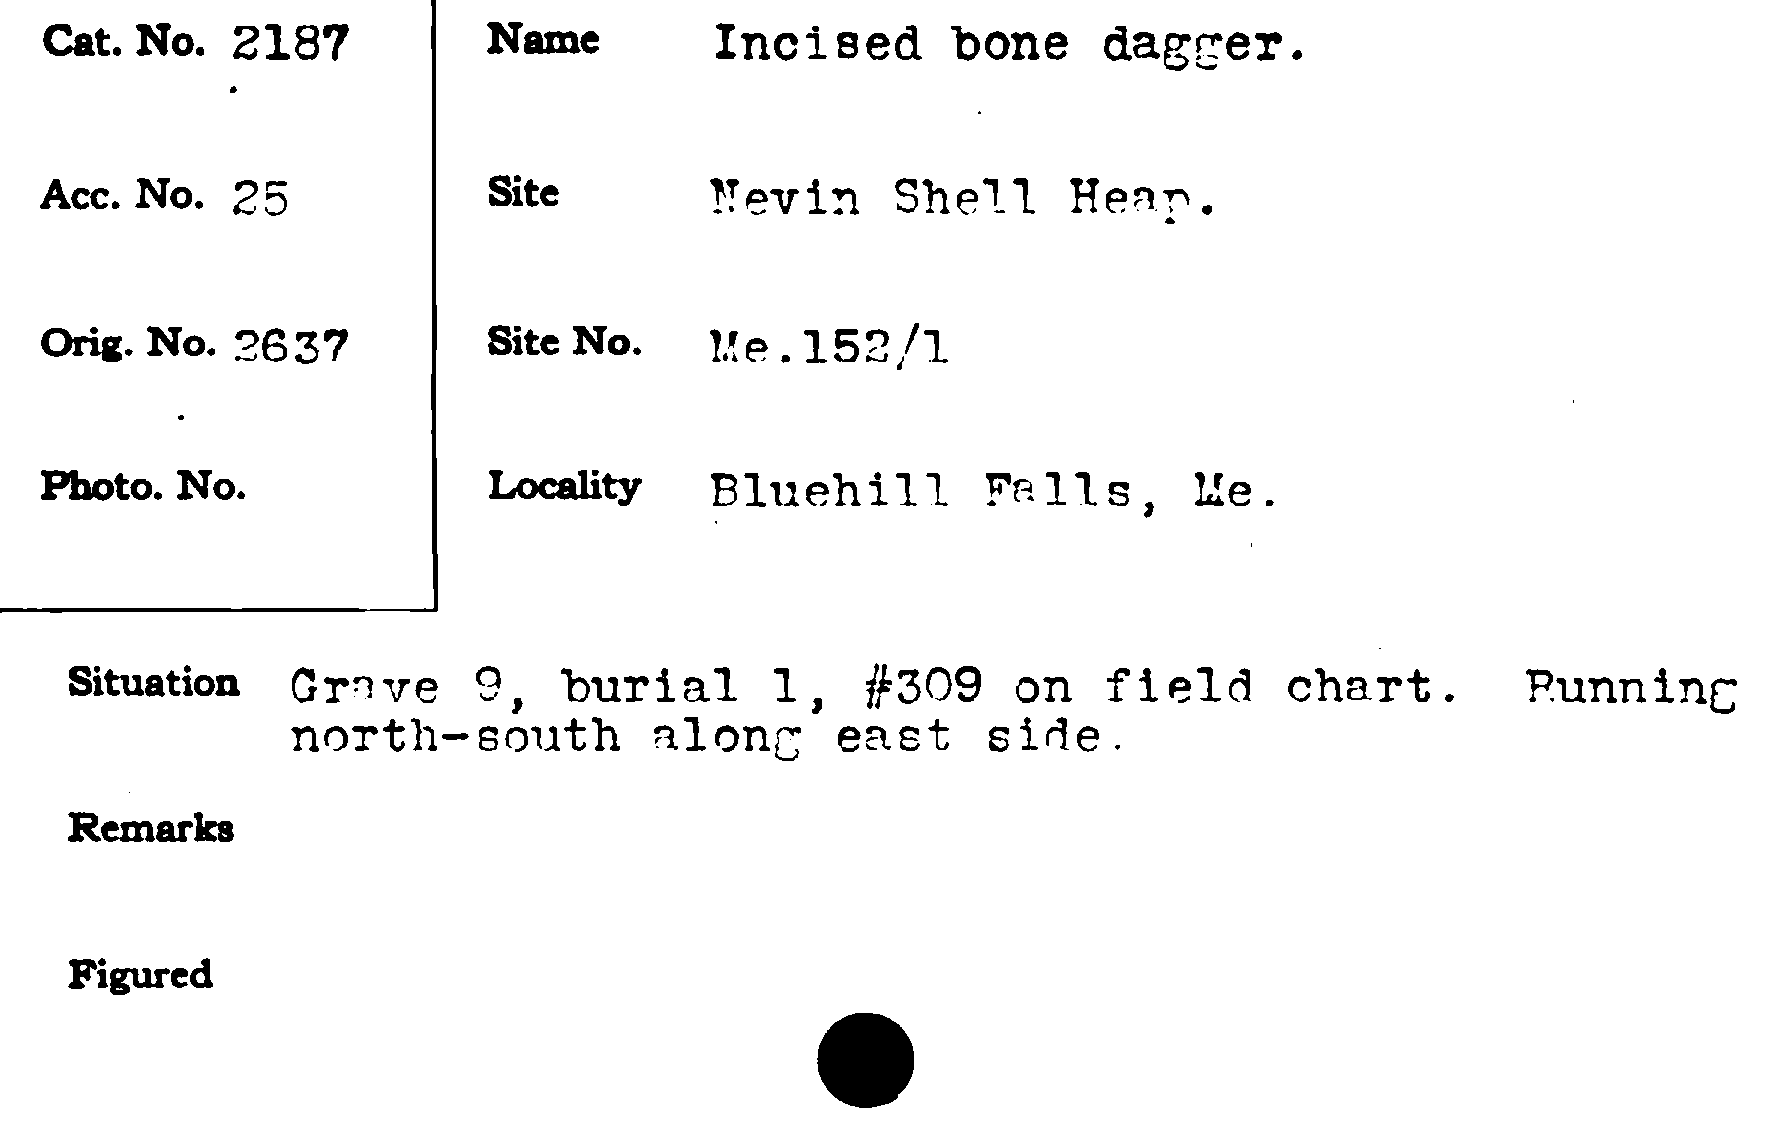 Cat. No. 2187
Name Incised bone dagger.
Acc. No. 25
Site Nevin Shell Heap.
Orig. No. 2637
Site No. Me.152/1
Photo. No.
Locality Bluehill Falls, Me.
Situation Grave 9, burial 1, #309 on field chart. Running
north-south along east side.
Remarks
Figured